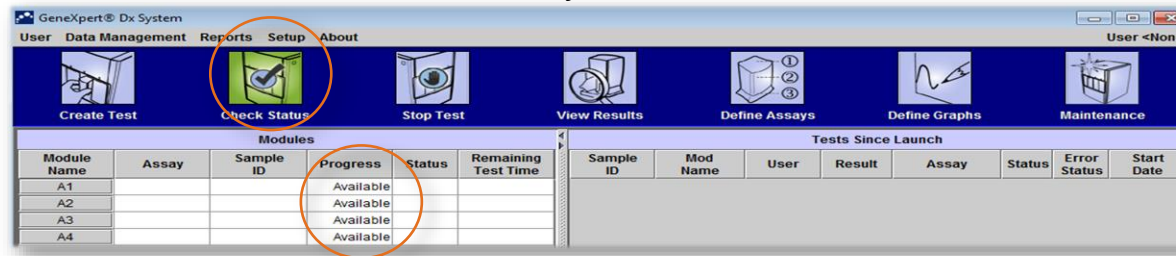 GeneXpert® Dx System
User Data Management Reports Setup About User <Non
Create Test Check Status Stop Test View Results Define Assays Define Graphs Maintenance
Modules Tests Since Launch
Module Name Assay Sample ID Progress Status Remaining Test Time Sample ID Mod Name User Result Assay Status Error Status Start Date
A1 Available
A2 Available
A3 Available
A4 Available